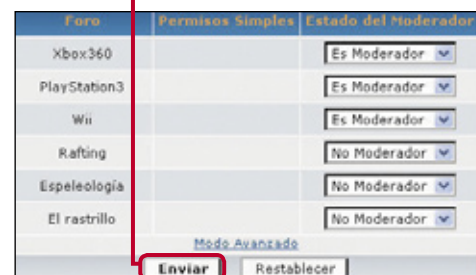 Foro Permisos Simples Estado del Moderador
Xbox360 Es Moderador
PlayStation3 Es Moderador
Wii Es Moderador
Rafting No Moderador
Espeleología No Moderador
El rastrillo No Moderador
Modo Avanzado
Enviar Restablecer